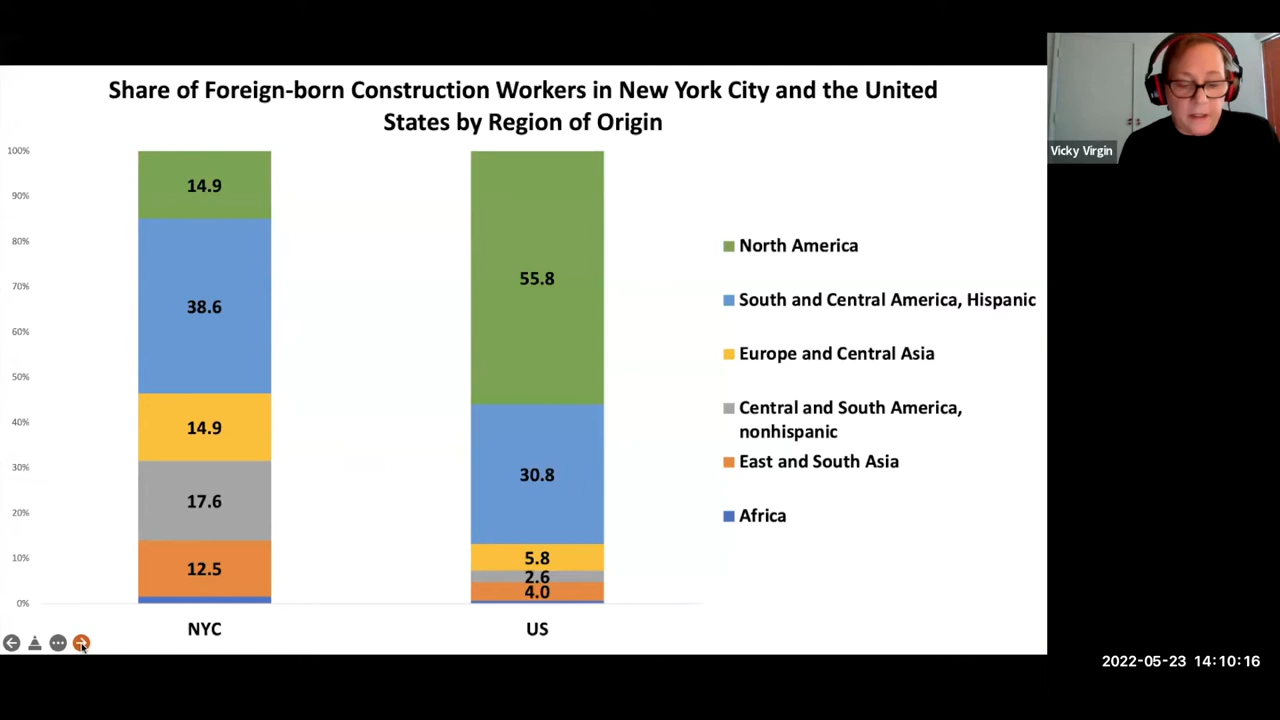 Share of Foreign-born Construction Workers in New York City and the United
States by Region of Origin
Vicky Virgin
100%
90%
80%
70%
60%
50%
40%
30%
20%
10%
0%
14.9
38.6
14.9
17.6
12.5
55.8
30.8
5.8
2.6
4.0
NYC
US
North America
South and Central America, Hispanic
Europe and Central Asia
Central and South America,
nonhispanic
East and South Asia
Africa
2022-05-23 14:10:16